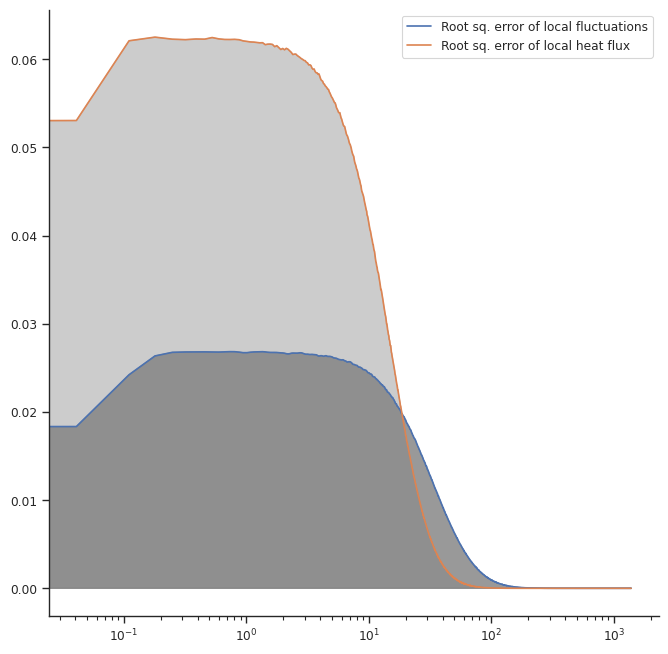 Root sq. error of local fluctuations
Root sq. error of local heat flux
0.06
0.05
0.04
0.03
0.02
0.01
0.00
10⁻¹ 10⁰ 10¹ 10² 10³